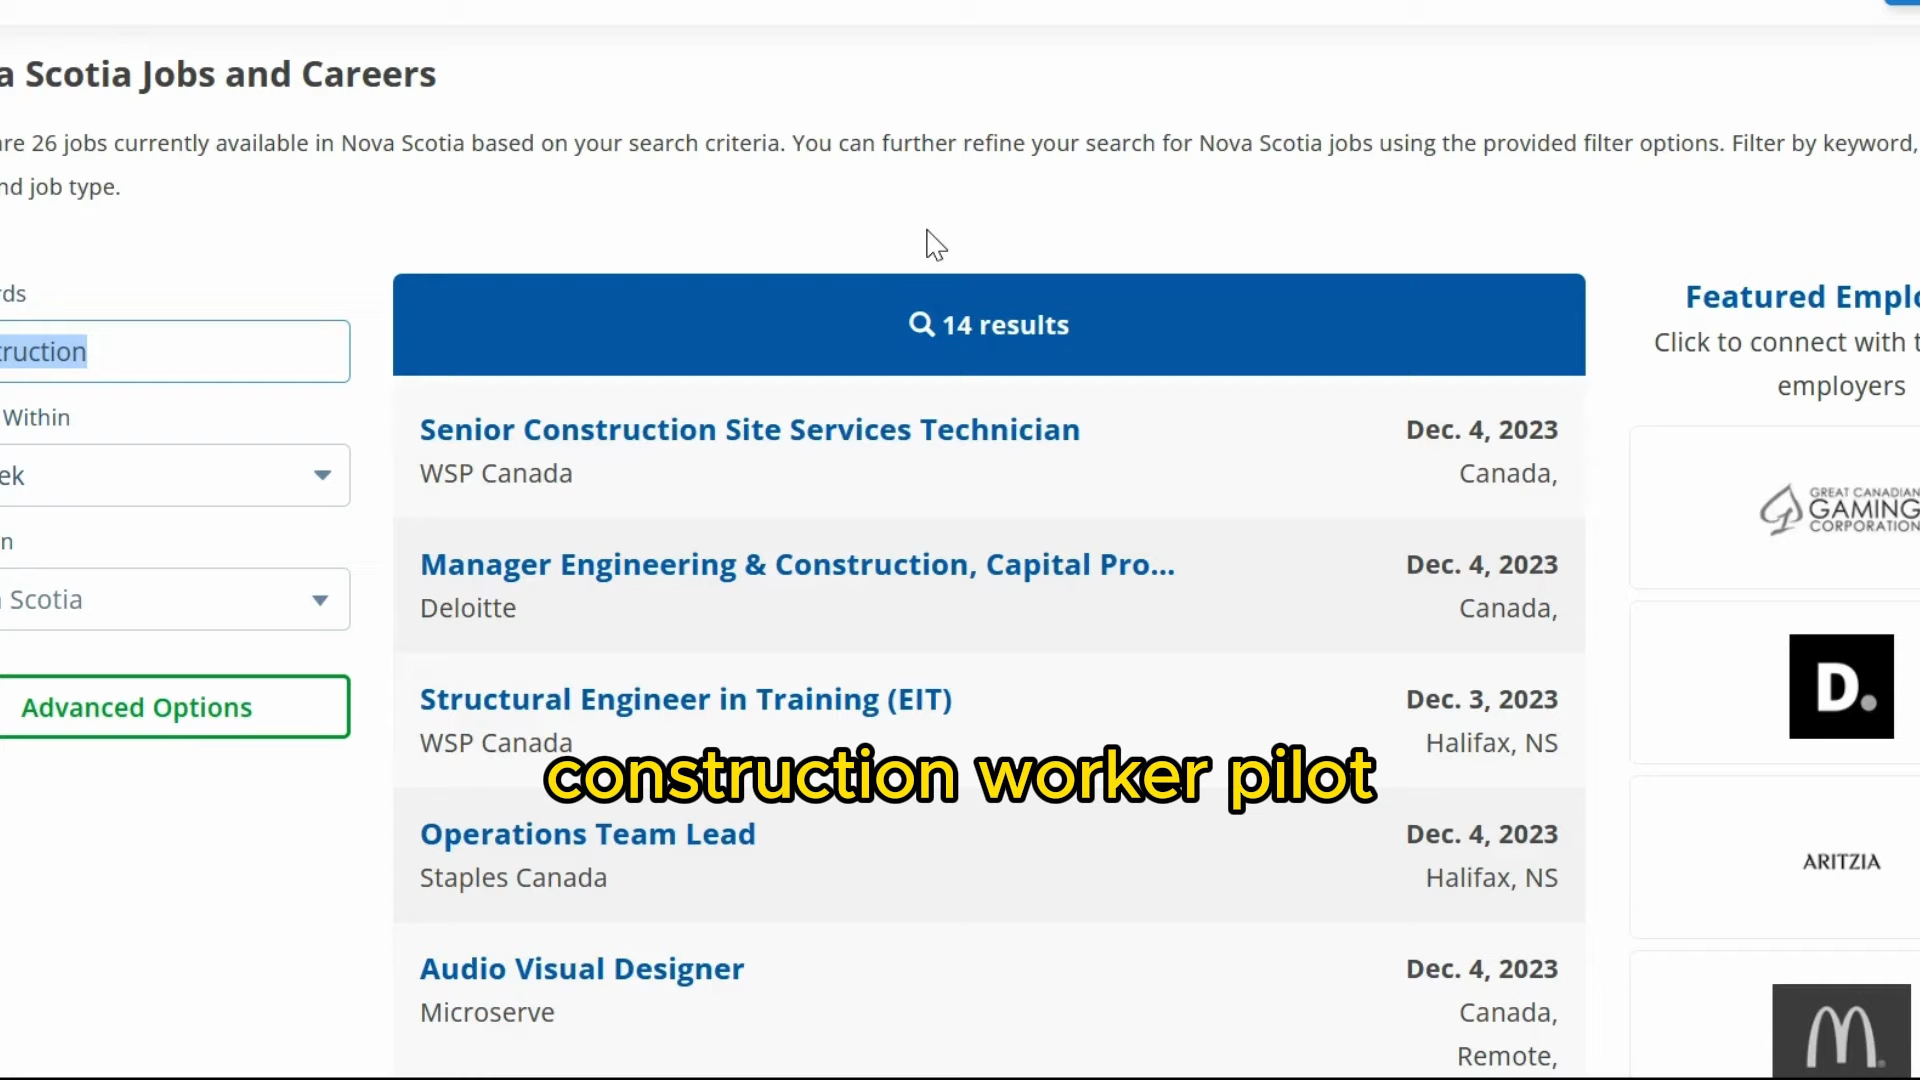 a Scotia Jobs and Careers
re 26 jobs currently available in Nova Scotia based on your search criteria. You can further refine your search for Nova Scotia jobs using the provided filter options. Filter by keyword,
nd job type.
rds
truction
Within
ek
n
Scotia
Advanced Options
14 results
Senior Construction Site Services Technician
Dec. 4, 2023
WSP Canada
Canada,
Manager Engineering & Construction, Capital Pro...
Dec. 4, 2023
Deloitte
Canada,
Structural Engineer in Training (EIT)
Dec. 3, 2023
WSP Canada
Halifax, NS
construction worker pilot
Operations Team Lead
Dec. 4, 2023
Staples Canada
Halifax, NS
Audio Visual Designer
Dec. 4, 2023
Microserve
Canada,
Remote,
Featured Emplo
Click to connect with t
employers
GREAT CANADIAN
GAMING
CORPORATION
D.
ARITZIA